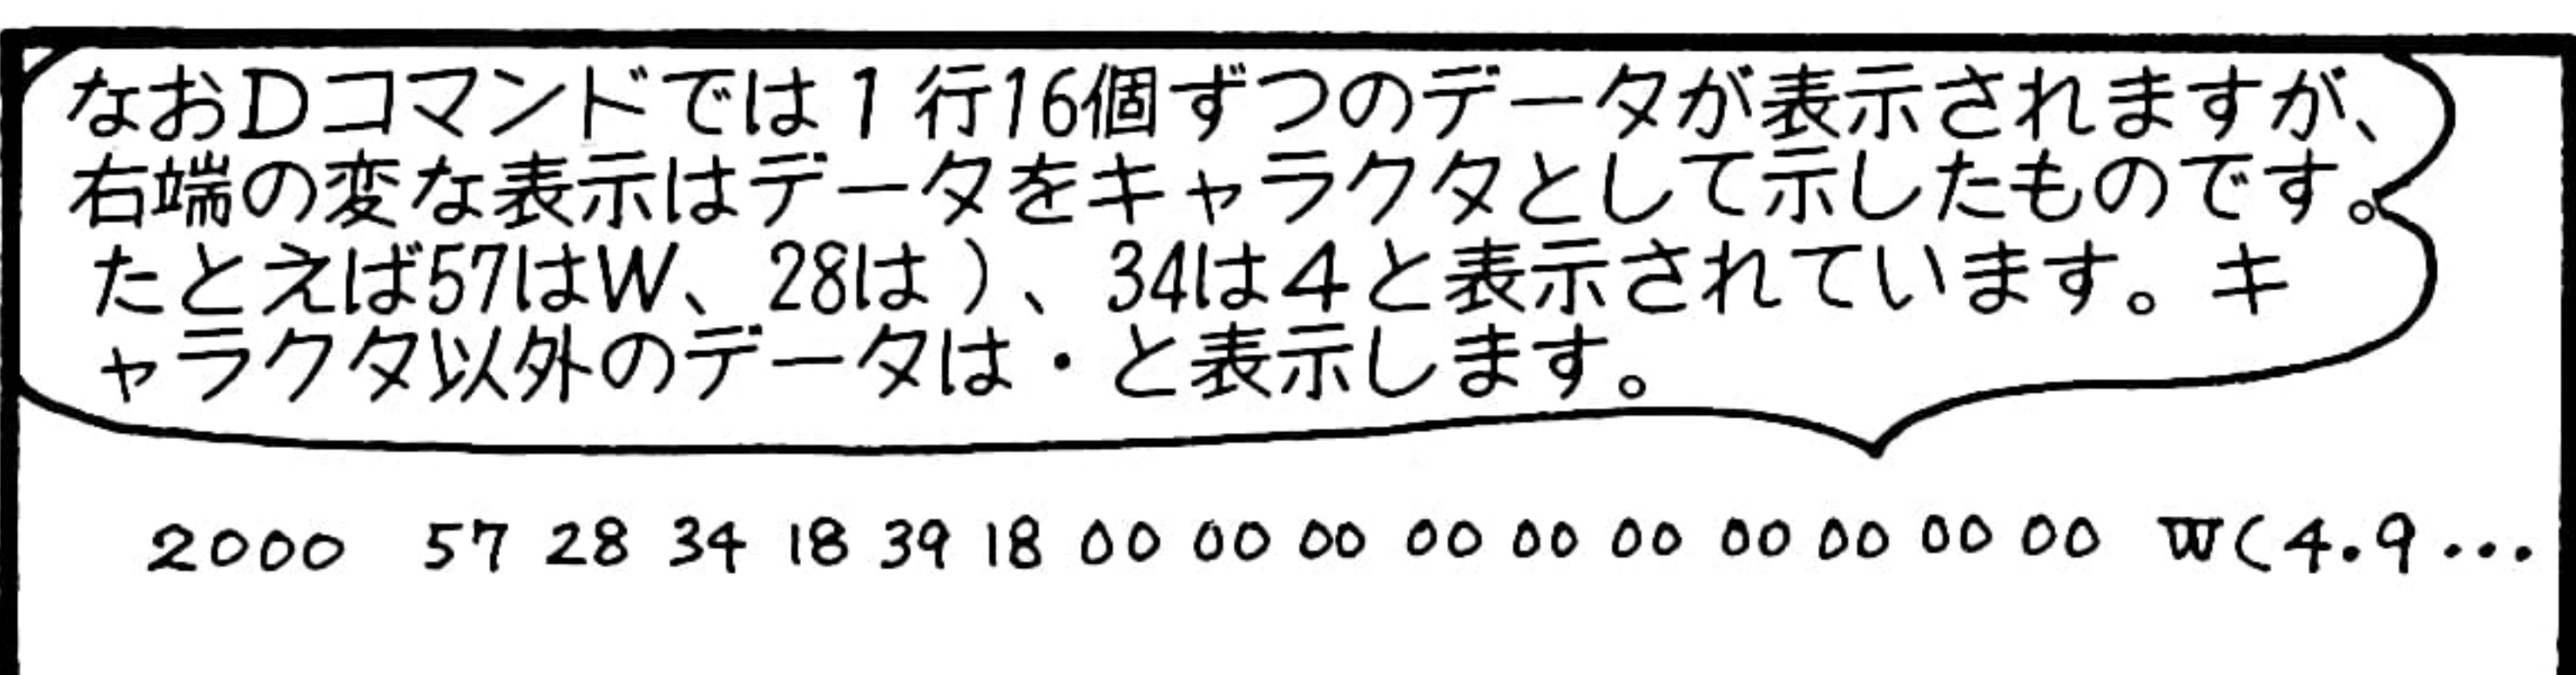 なおDコマンドでは1行16個ずつのデータが表示されますが、
右端の変な表示はデータをキャラクタとして示したものです。
たとえば57はW、28は)、34は4と表示されています。キ
ャラクタ以外のデータは・と表示します。
2000 57 28 34 18 39 18 00 00 00 00 00 00 00 00 00 00 W(4.9...